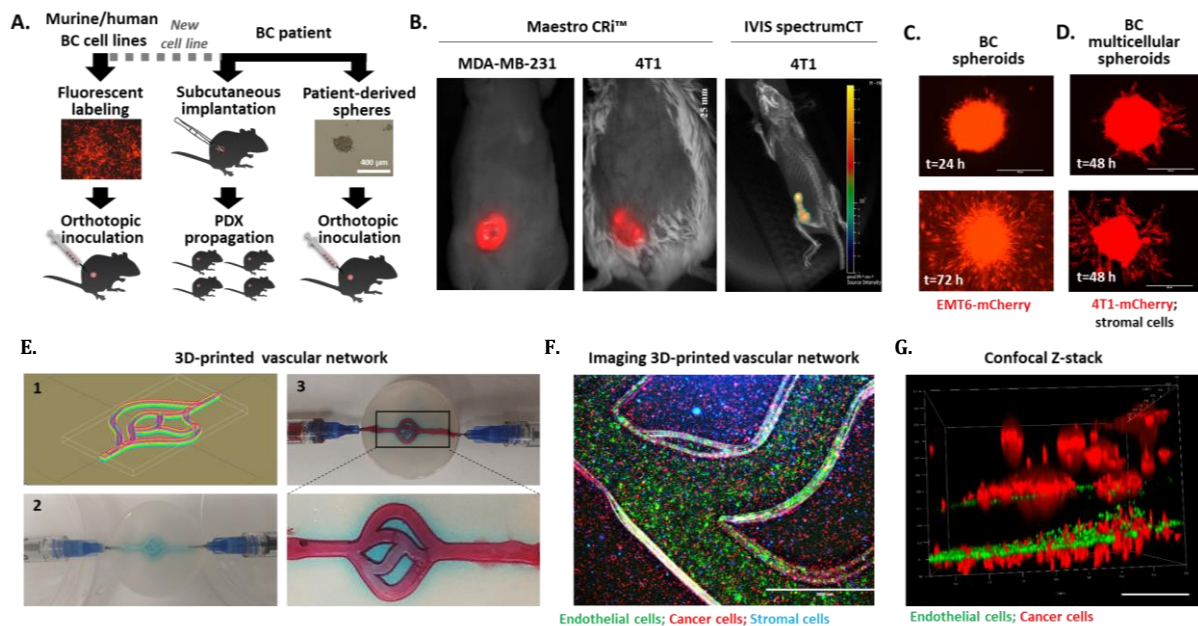 A.
Murine/human
BC cell lines
New
cell line
BC patient
Fluorescent
labeling
Subcutaneous
implantation
Patient-derived
spheres
400 µm
Orthotopic
inoculation
PDX
propagation
Orthotopic
inoculation
B.
Maestro CRi™
IVIS spectrumCT
MDA-MB-231
4T1
4T1
25 mm
C.
BC
spheroids
t=24 h
t=72 h
EMT6-mCherry
D.
BC
multicellular
spheroids
t=48 h
t=48 h
4T1-mCherry;
stromal cells
E.
3D-printed vascular network
1
2
3
F.
Imaging 3D-printed vascular network
Endothelial cells; Cancer cells; Stromal cells
G.
Confocal Z-stack
Endothelial cells; Cancer cells